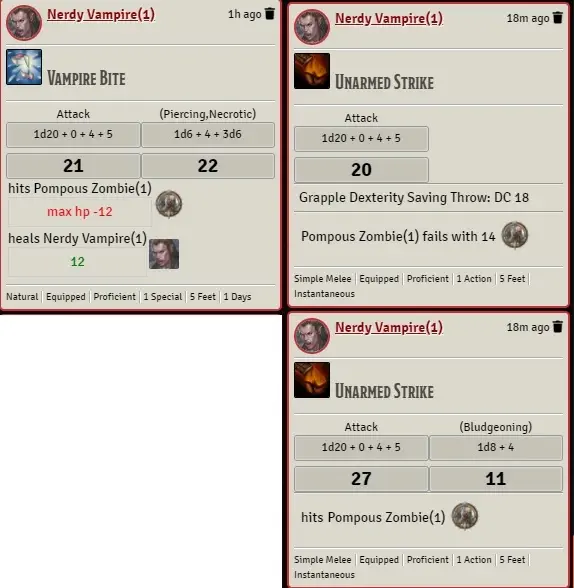 Nerdy Vampire(1) 1h ago
Vampire Bite
Attack (Piercing,Necrotic)
1d20 + 0 + 4 + 5 1d6 + 4 + 3d6
21 22
hits Pompous Zombie(1)
max hp -12
heals Nerdy Vampire(1)
12
Natural Equipped Proficient 1 Special 5 Feet 1 Days
Nerdy Vampire(1) 18m ago
Unarmed Strike
Attack
1d20 + 0 + 4 + 5
20
Grapple Dexterity Saving Throw: DC 18
Pompous Zombie(1) fails with 14
Simple Melee Equipped Proficient 1 Action 5 Feet
Instantaneous
Nerdy Vampire(1) 18m ago
Unarmed Strike
Attack (Bludgeoning)
1d20 + 0 + 4 + 5 1d8 + 4
27 11
hits Pompous Zombie(1)
Simple Melee Equipped Proficient 1 Action 5 Feet
Instantaneous